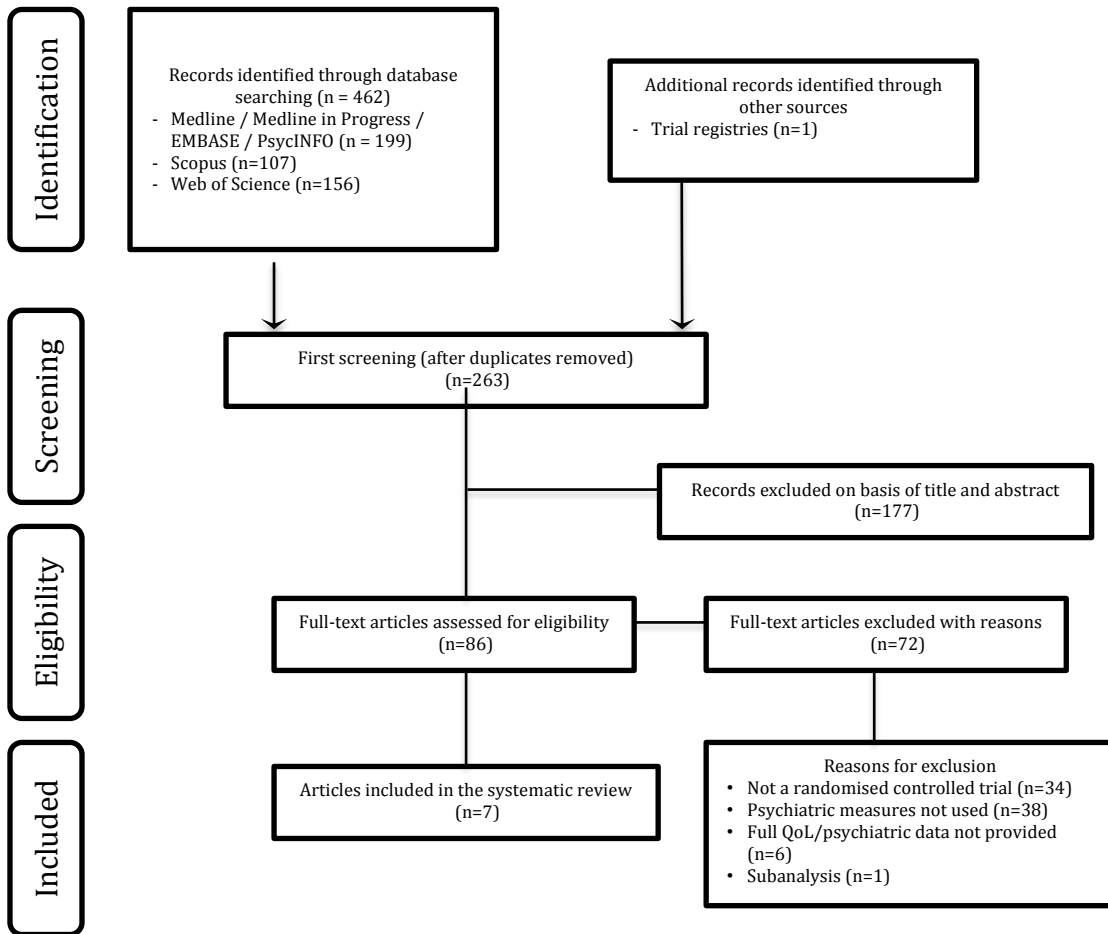 Identification
Records identified through database
searching (n = 462)
- Medline / Medline in Progress /
EMBASE / PsycINFO (n = 199)
- Scopus (n=107)
- Web of Science (n=156)
Additional records identified through
other sources
- Trial registries (n=1)
Screening
First screening (after duplicates removed)
(n=263)
Records excluded on basis of title and abstract
(n=177)
Eligibility
Full-text articles assessed for eligibility
(n=86)
Full-text articles excluded with reasons
(n=72)
Included
Articles included in the systematic review
(n=7)
Reasons for exclusion
• Not a randomised controlled trial (n=34)
• Psychiatric measures not used (n=38)
• Full QoL/psychiatric data not provided
(n=6)
• Subanalysis (n=1)